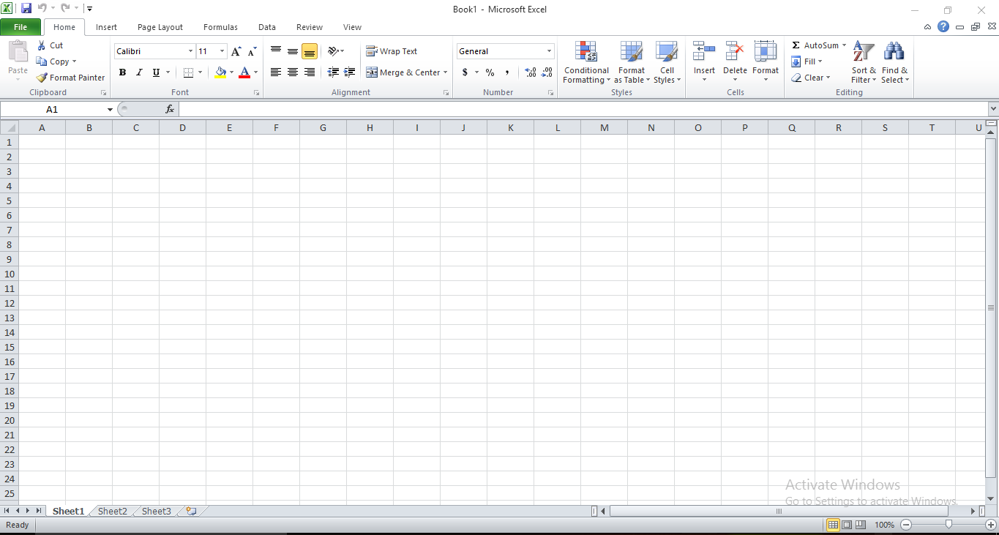 Book1 - Microsoft Excel
File Home Insert Page Layout Formulas Data Review View
Paste
Cut
Copy
Format Painter
Clipboard
Calibri 11
B I U A
Font
Wrap Text
Merge & Center
Alignment
General
$ % , .00 .00
Number
Conditional Formatting
Format as Table
Cell Styles
Styles
Insert Delete Format
Cells
Σ AutoSum
Fill
Clear
Sort & Filter
Find & Select
Editing
A1 fx
A B C D E F G H I J K L M N O P Q R S T U
1
2
3
4
5
6
7
8
9
10
11
12
13
14
15
16
17
18
19
20
21
22
23
24
25
Activate Windows
Go to Settings to activate Windows.
Sheet1 Sheet2 Sheet3
Ready 100%